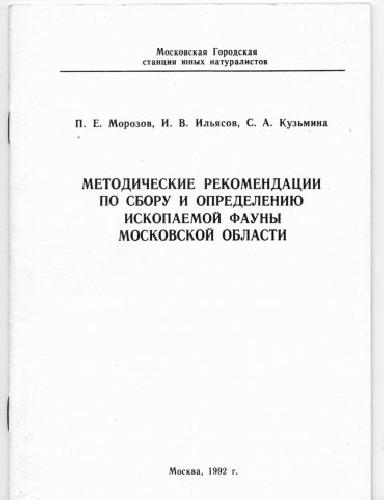 Московская Городская
станция юных натуралистов
П. Е. Морозов, И. В. Ильясов, С. А. Кузьмина
МЕТОДИЧЕСКИЕ РЕКОМЕНДАЦИИ
ПО СБОРУ И ОПРЕДЕЛЕНИЮ
ИСКОПАЕМОЙ ФАУНЫ
МОСКОВСКОЙ ОБЛАСТИ
Москва, 1992 г.